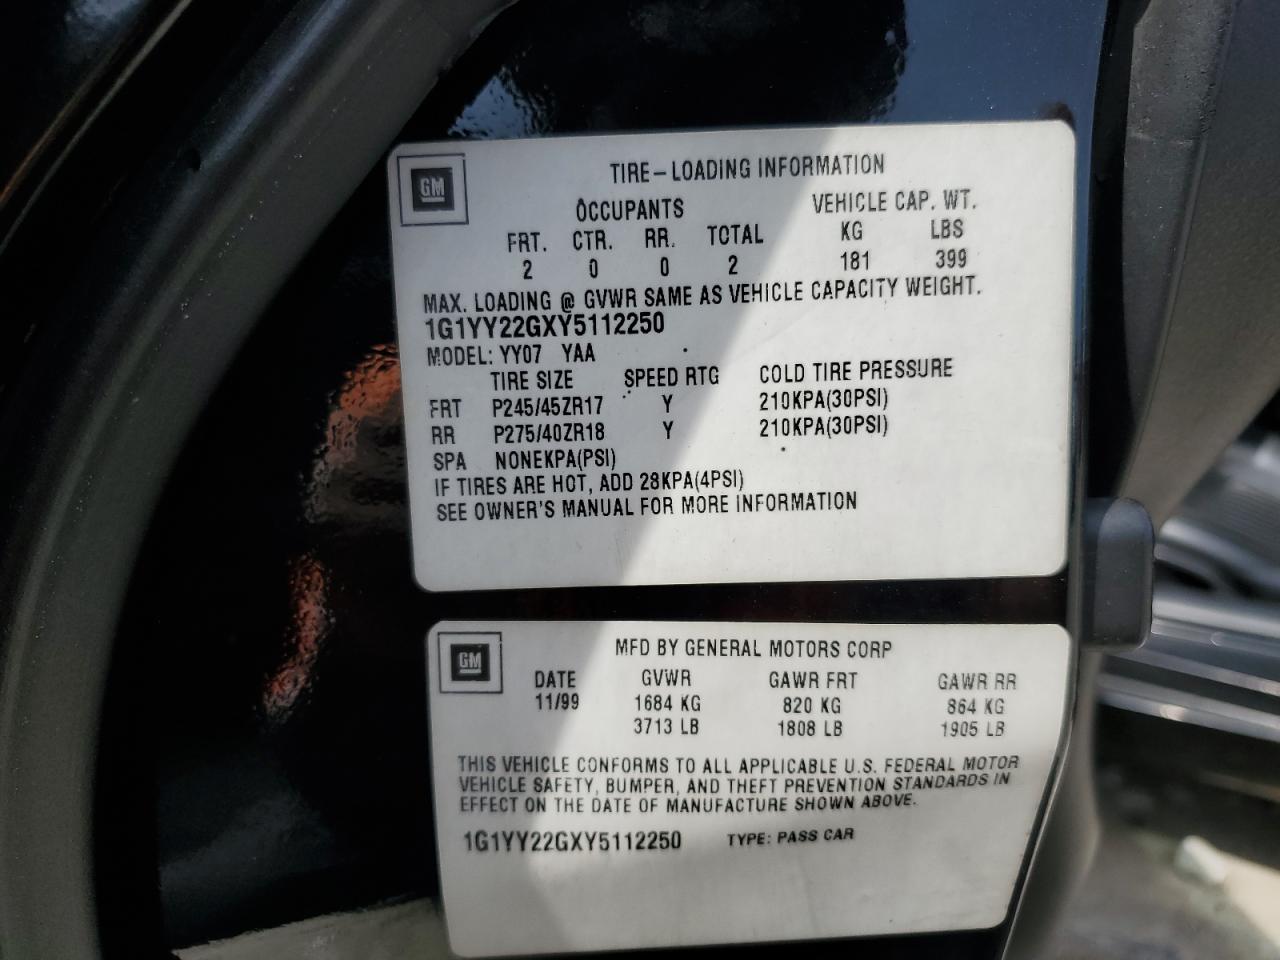 GM
TIRE-LOADING INFORMATION
OCCUPANTS VEHICLE CAP. WT.
FRT. CTR. RR. TOTAL KG LBS
2 0 0 2 181 399
MAX. LOADING @ GVWR SAME AS VEHICLE CAPACITY WEIGHT.
1G1YY22GXY5112250
MODEL: YY07 YAA
TIRE SIZE SPEED RTG COLD TIRE PRESSURE
FRT P245/45ZR17 Y 210KPA(30PSI)
RR P275/40ZR18 Y 210KPA(30PSI)
SPA NONEKPA(PSI)
IF TIRES ARE HOT, ADD 28KPA(4PSI)
SEE OWNER'S MANUAL FOR MORE INFORMATION
GM
MFD BY GENERAL MOTORS CORP
DATE GVWR GAWR FRT GAWR RR
11/99 1684 KG 820 KG 864 KG
3713 LB 1808 LB 1905 LB
THIS VEHICLE CONFORMS TO ALL APPLICABLE U.S. FEDERAL MOTOR
VEHICLE SAFETY, BUMPER, AND THEFT PREVENTION STANDARDS IN
EFFECT ON THE DATE OF MANUFACTURE SHOWN ABOVE.
1G1YY22GXY5112250 TYPE: PASS CAR